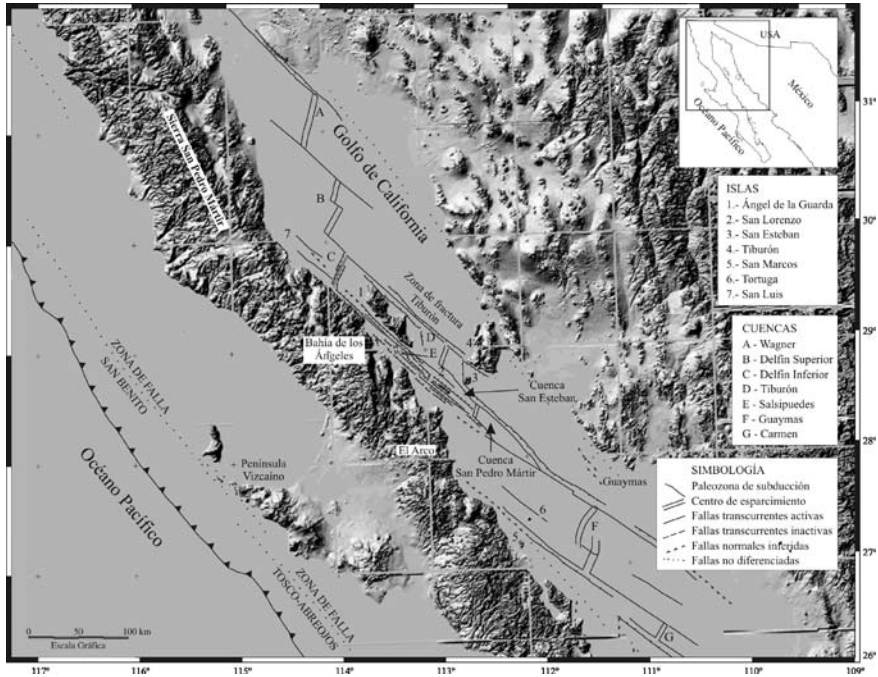 USA
México
Océano Pacífico
31°
30°
29°
28°
27°
26°
Sierra San Pedro Mártir
Golfo de California
A
B
7
C
1
Zona de fractura
Tiburón
Bahía de los
Ángeles
D
4
E
3
Cuenca
San Esteban
ZONA DE FALLA
SAN BENITO
El Arco
Cuenca
San Pedro Mártir
Península
Vizcaíno
Guaymas
Océano Pacífico
6
F
5
ZONA DE FALLA
TOSCO-ABREOJOS
G
0 50 100 km
Escala Gráfica
117° 116° 115° 114° 113° 112° 111° 110° 109°
ISLAS
1.- Ángel de la Guarda
2.- San Lorenzo
3.- San Esteban
4.- Tiburón
5.- San Marcos
6.- Tortuga
7.- San Luis
CUENCAS
A - Wagner
B - Delfín Superior
C - Delfín Inferior
D - Tiburón
E - Salsipuedes
F - Guaymas
G - Carmen
SIMBOLOGÍA
Paleozona de subducción
Centro de esparcimiento
Fallas transcurrentes activas
Fallas transcurrentes inactivas
Fallas normales inferidas
Fallas no diferenciadas